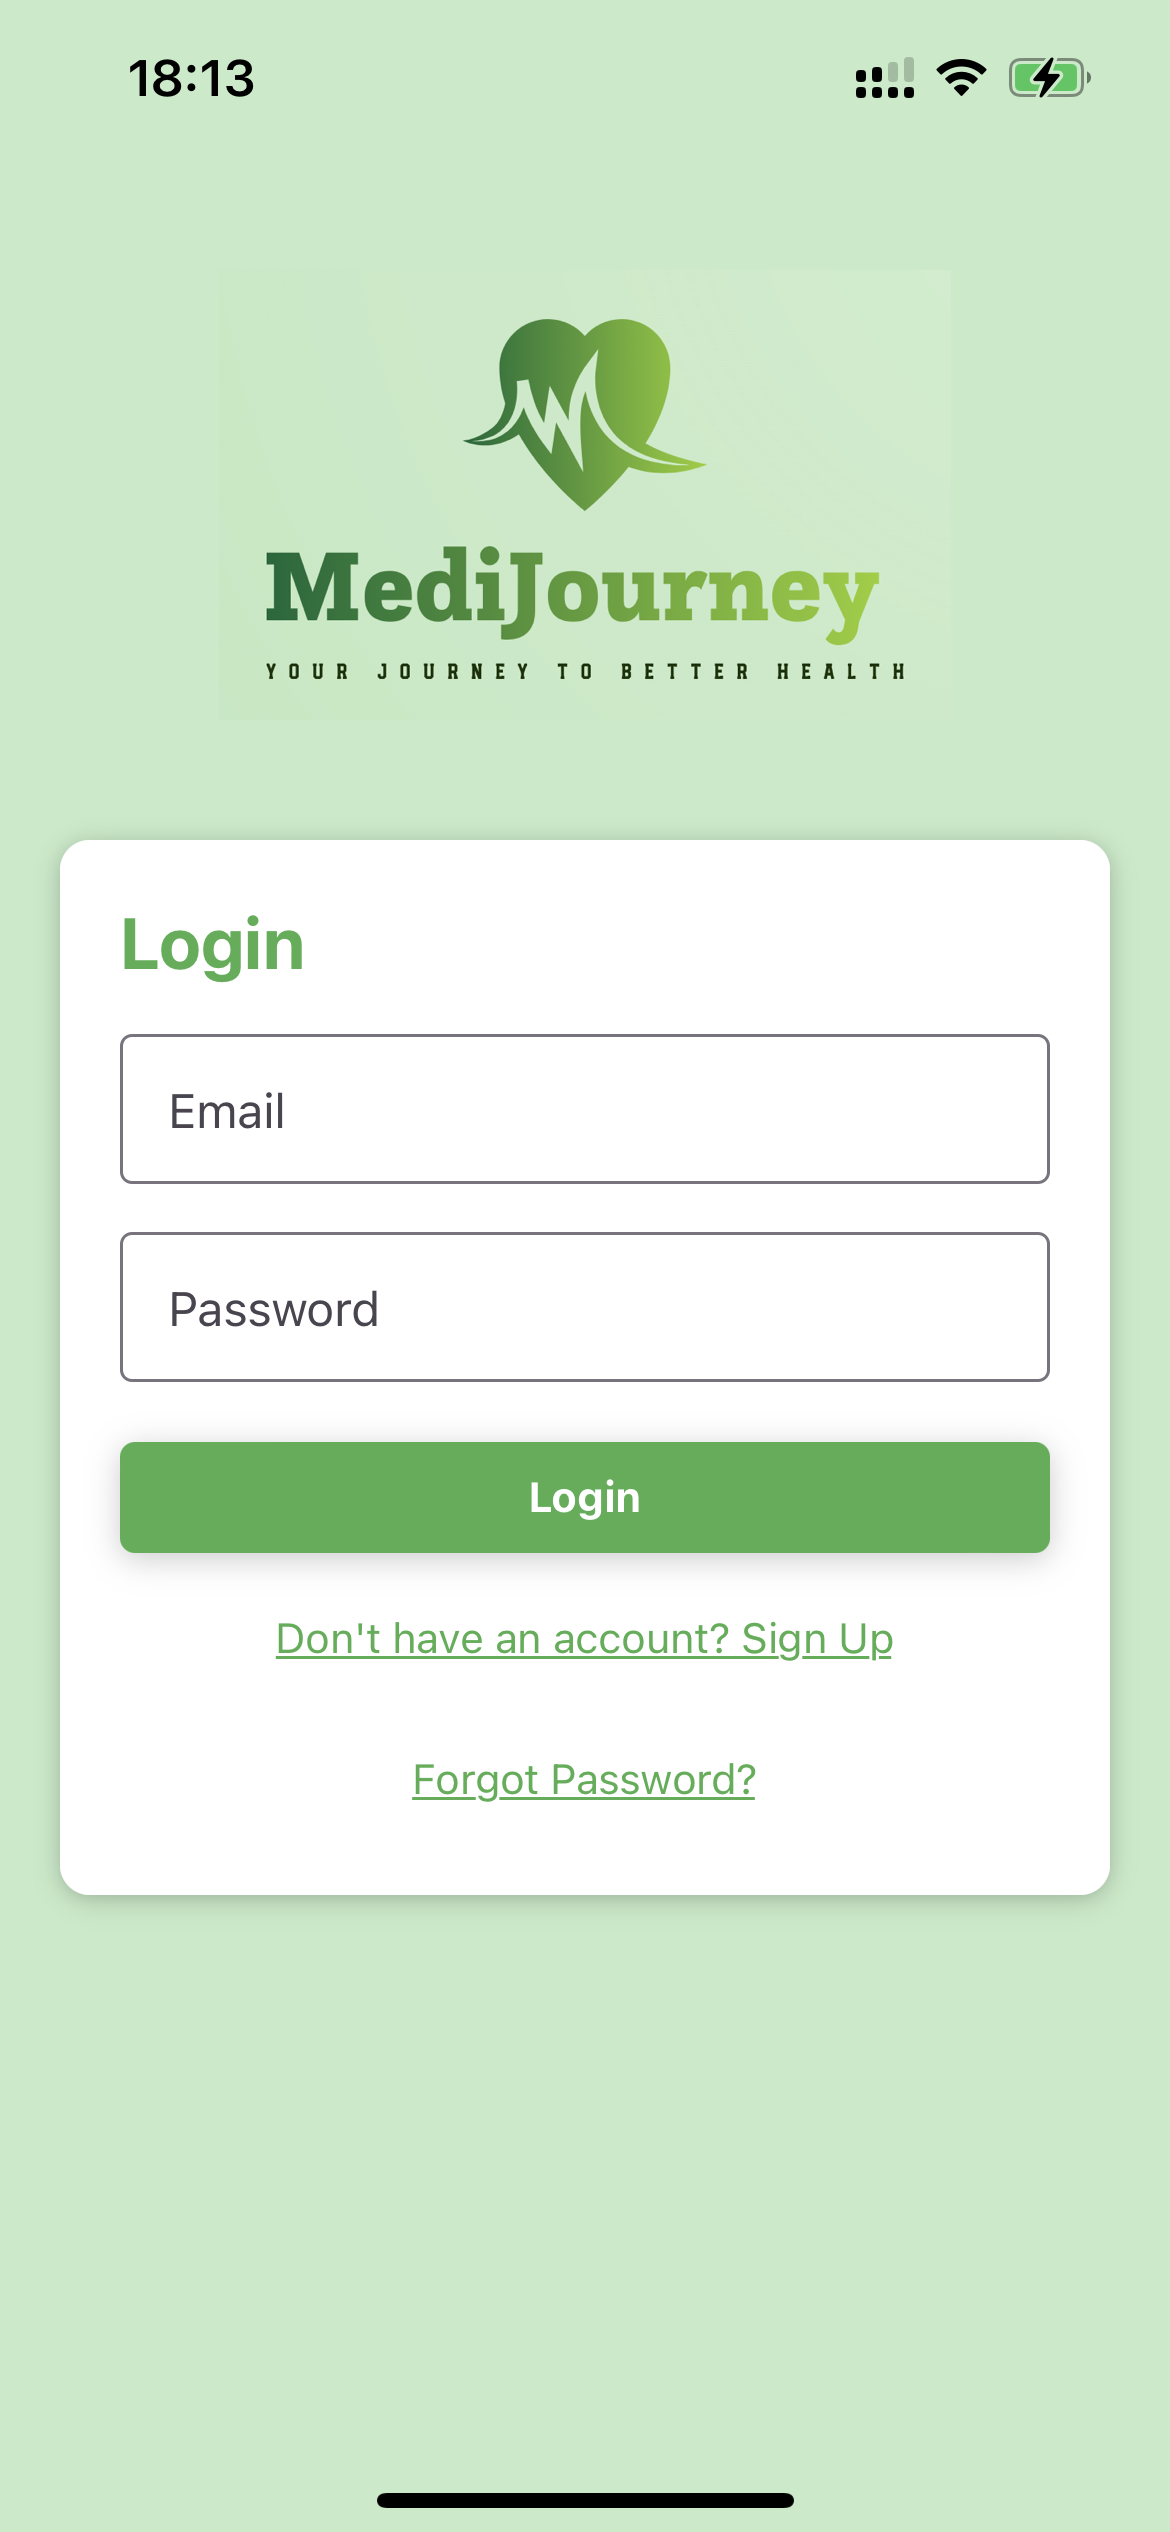 18:13
MediJourney
YOUR JOURNEY TO BETTER HEALTH
Login
Email
Password
Login
Don't have an account? Sign Up
Forgot Password?